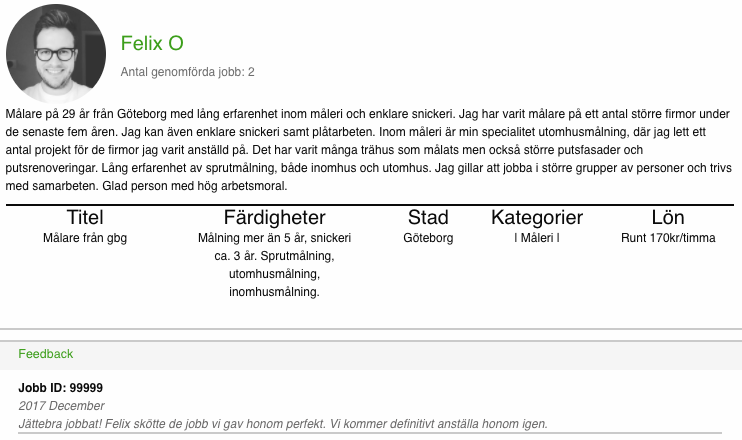 Felix O
Antal genomförda jobb: 2
Målare på 29 år från Göteborg med lång erfarenhet inom måleri och enklare snickeri. Jag har varit målare på ett antal större firmor under
de senaste fem åren. Jag kan även enklare snickeri samt plåtarbeten. Inom måleri är min specialitet utomhusmålning, där jag lett ett
antal projekt för de firmor jag varit anställd på. Det har varit många trähus som målats men också större putsfasader och
putsrenoveringar. Lång erfarenhet av sprutmålning, både inomhus och utomhus. Jag gillar att jobba i större grupper av personer och trivs
med samarbeten. Glad person med hög arbetsmoral.
Titel Färdigheter Stad Kategorier Lön
Målare från gbg Målning mer än 5 år, snickeri Göteborg | Måleri | Runt 170kr/timma
ca. 3 år. Sprutmålning,
utomhusmålning,
inomhusmålning.
Feedback
Jobb ID: 99999
2017 December
Jättebra jobbat! Felix skötte de jobb vi gav honom perfekt. Vi kommer definitivt anställa honom igen.